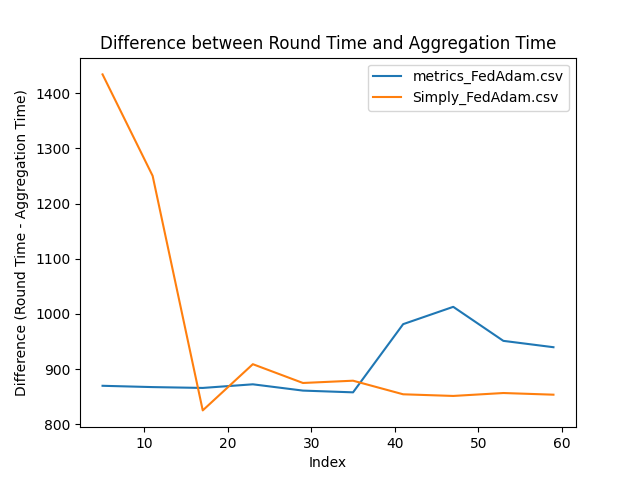 Difference between Round Time and Aggregation Time
metrics_FedAdam.csv
Simply_FedAdam.csv
Difference (Round Time - Aggregation Time)
1400
1300
1200
1100
1000
900
800
10 20 30 40 50 60
Index